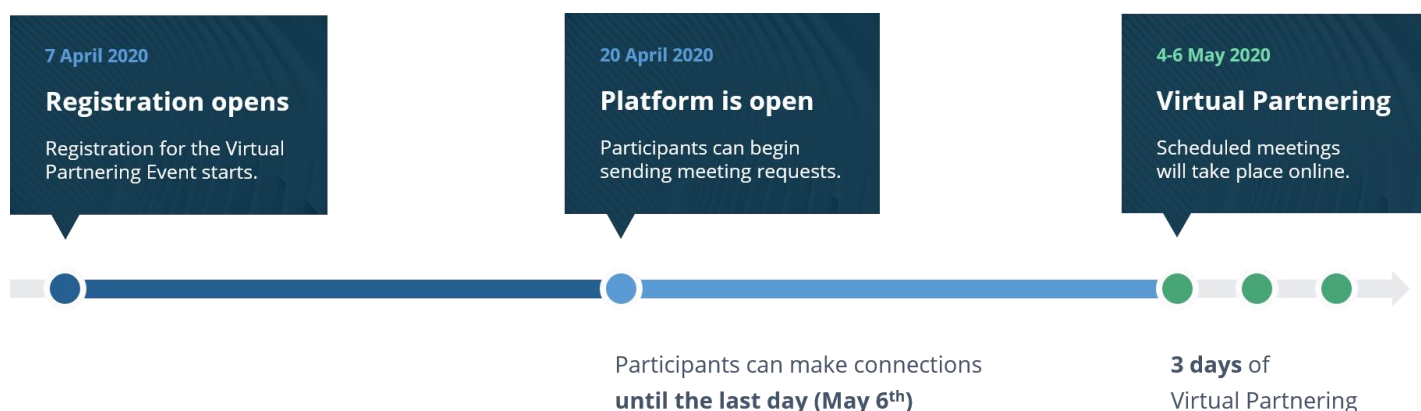 7 April 2020
Registration opens
Registration for the Virtual
Partnering Event starts.
20 April 2020
Platform is open
Participants can begin
sending meeting requests.
4-6 May 2020
Virtual Partnering
Scheduled meetings
will take place online.
Participants can make connections
until the last day (May 6th)
3 days of
Virtual Partnering